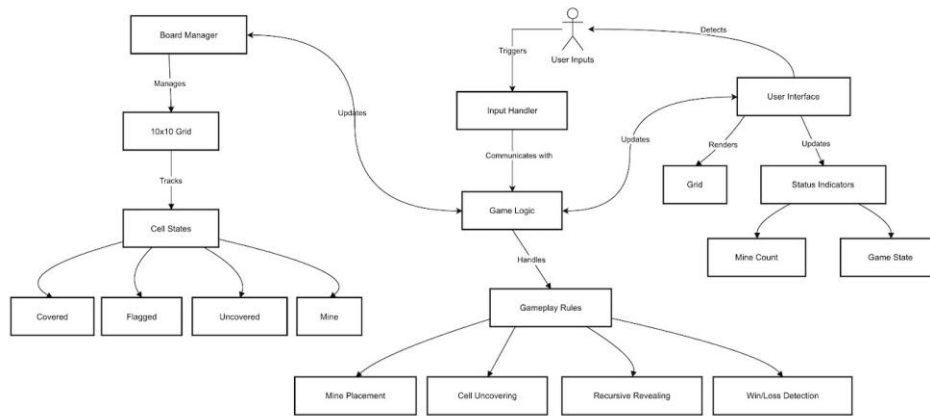 Board Manager
Detects
Triggers
User Inputs
Manages
User Interface
Input Handler
Updates
Updates
10x10 Grid
Renders
Updates
Communicates with
Tracks
Grid
Status Indicators
Game Logic
Cell States
Mine Count
Game State
Handles
Covered
Flagged
Uncovered
Mine
Gameplay Rules
Mine Placement
Cell Uncovering
Recursive Revealing
Win/Loss Detection